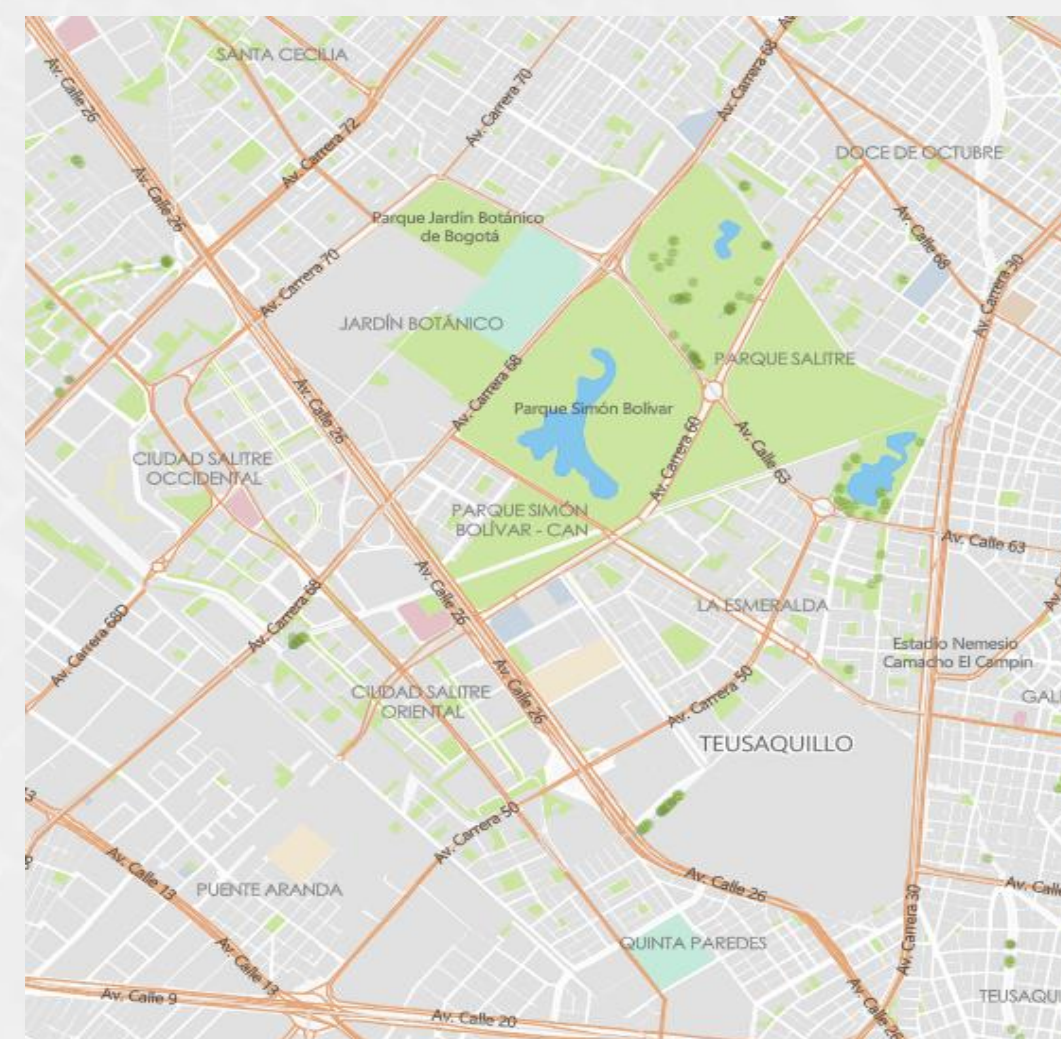 SANTA CECILIA
Av. Carrera 68
Av. Calle 26
Av. Carrera 70
Av. Carrera 72
DOCE DE OCTUBRE
Av. Calle 26
Parque Jardín Botánico
de Bogotá
Av. Calle 68
Av. Carrera 70
Av. Carrera 30
JARDÍN BOTÁNICO
PARQUE SALITRE
Av. Carrera 68
Av. Calle 26
Parque Simón Bolívar
Av. Carrera 60
Av. Calle 63
CIUDAD SALITRE
OCCIDENTAL
PARQUE SIMÓN
BOLÍVAR - CAN
Av. Calle 63
Av. Calle 26
Av. Carrera 68
LA ESMERALDA
Av. Carrera 68D
Estadio Nemesio
Camacho El Campín
Av. Calle 26
CIUDAD SALITRE
ORIENTAL
Av. Carrera 50
TEUSAQUILLO
Av. Carrera 50
Av. Calle 13
PUENTE ARANDA
Av. Calle 26
Av. Carrera 30
QUINTA PAREDES
Av. Calle 13
Av. Calle 9
Av. Calle 20
Av. Calle 26